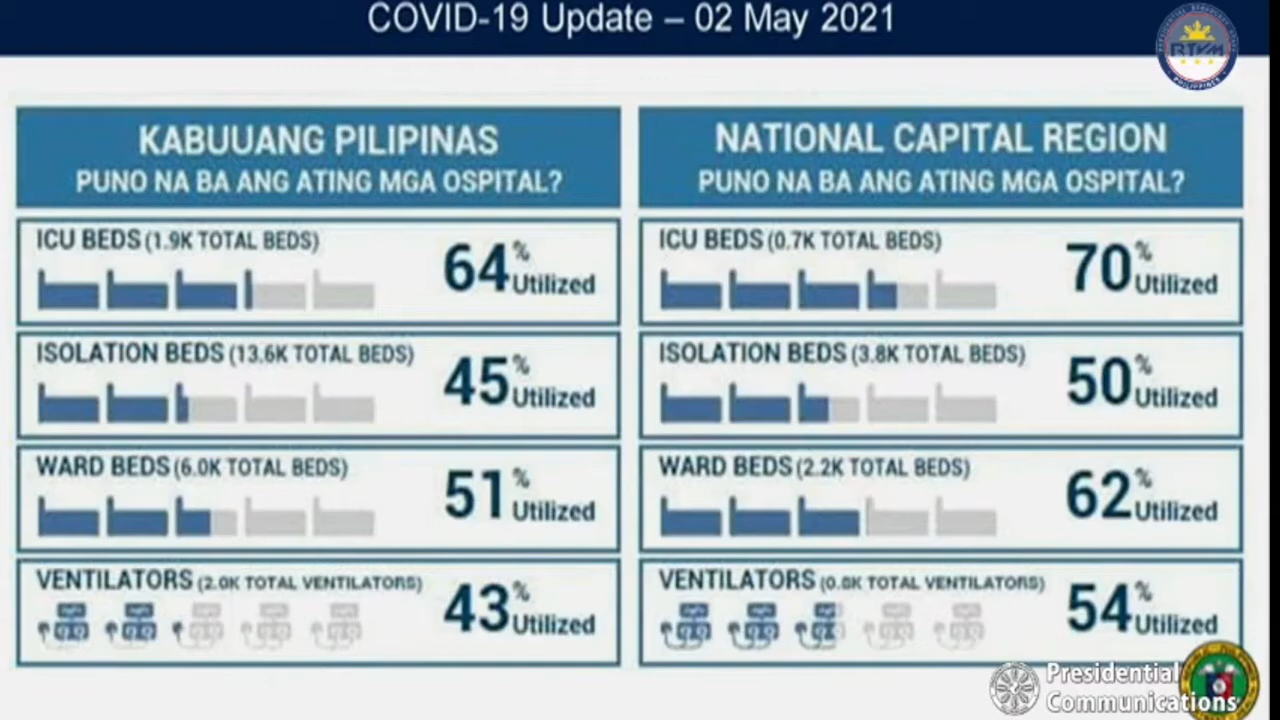 COVID-19 Update – 02 May 2021
RTVM
PHILIPPINES
KABUUANG PILIPINAS
PUNO NA BA ANG ATING MGA OSPITAL?
ICU BEDS (1.9K TOTAL BEDS)
64% Utilized
ISOLATION BEDS (13.6K TOTAL BEDS)
45% Utilized
WARD BEDS (6.0K TOTAL BEDS)
51% Utilized
VENTILATORS (2.0K TOTAL VENTILATORS)
43% Utilized
NATIONAL CAPITAL REGION
PUNO NA BA ANG ATING MGA OSPITAL?
ICU BEDS (0.7K TOTAL BEDS)
70% Utilized
ISOLATION BEDS (3.8K TOTAL BEDS)
50% Utilized
WARD BEDS (2.2K TOTAL BEDS)
62% Utilized
VENTILATORS (0.8K TOTAL VENTILATORS)
54% Utilized
Presidential
Communications